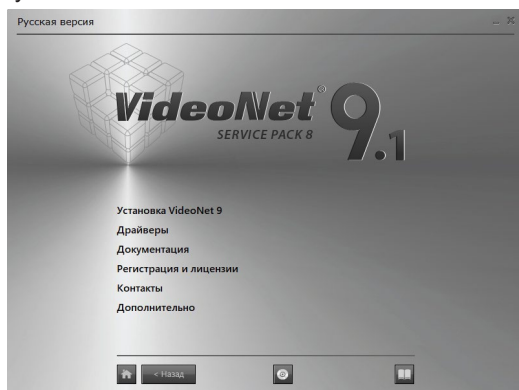 Русская версия
VideoNet® 9.1
SERVICE PACK 8
Установка VideoNet 9
Драйверы
Документация
Регистрация и лицензии
Контакты
Дополнительно
< Назад